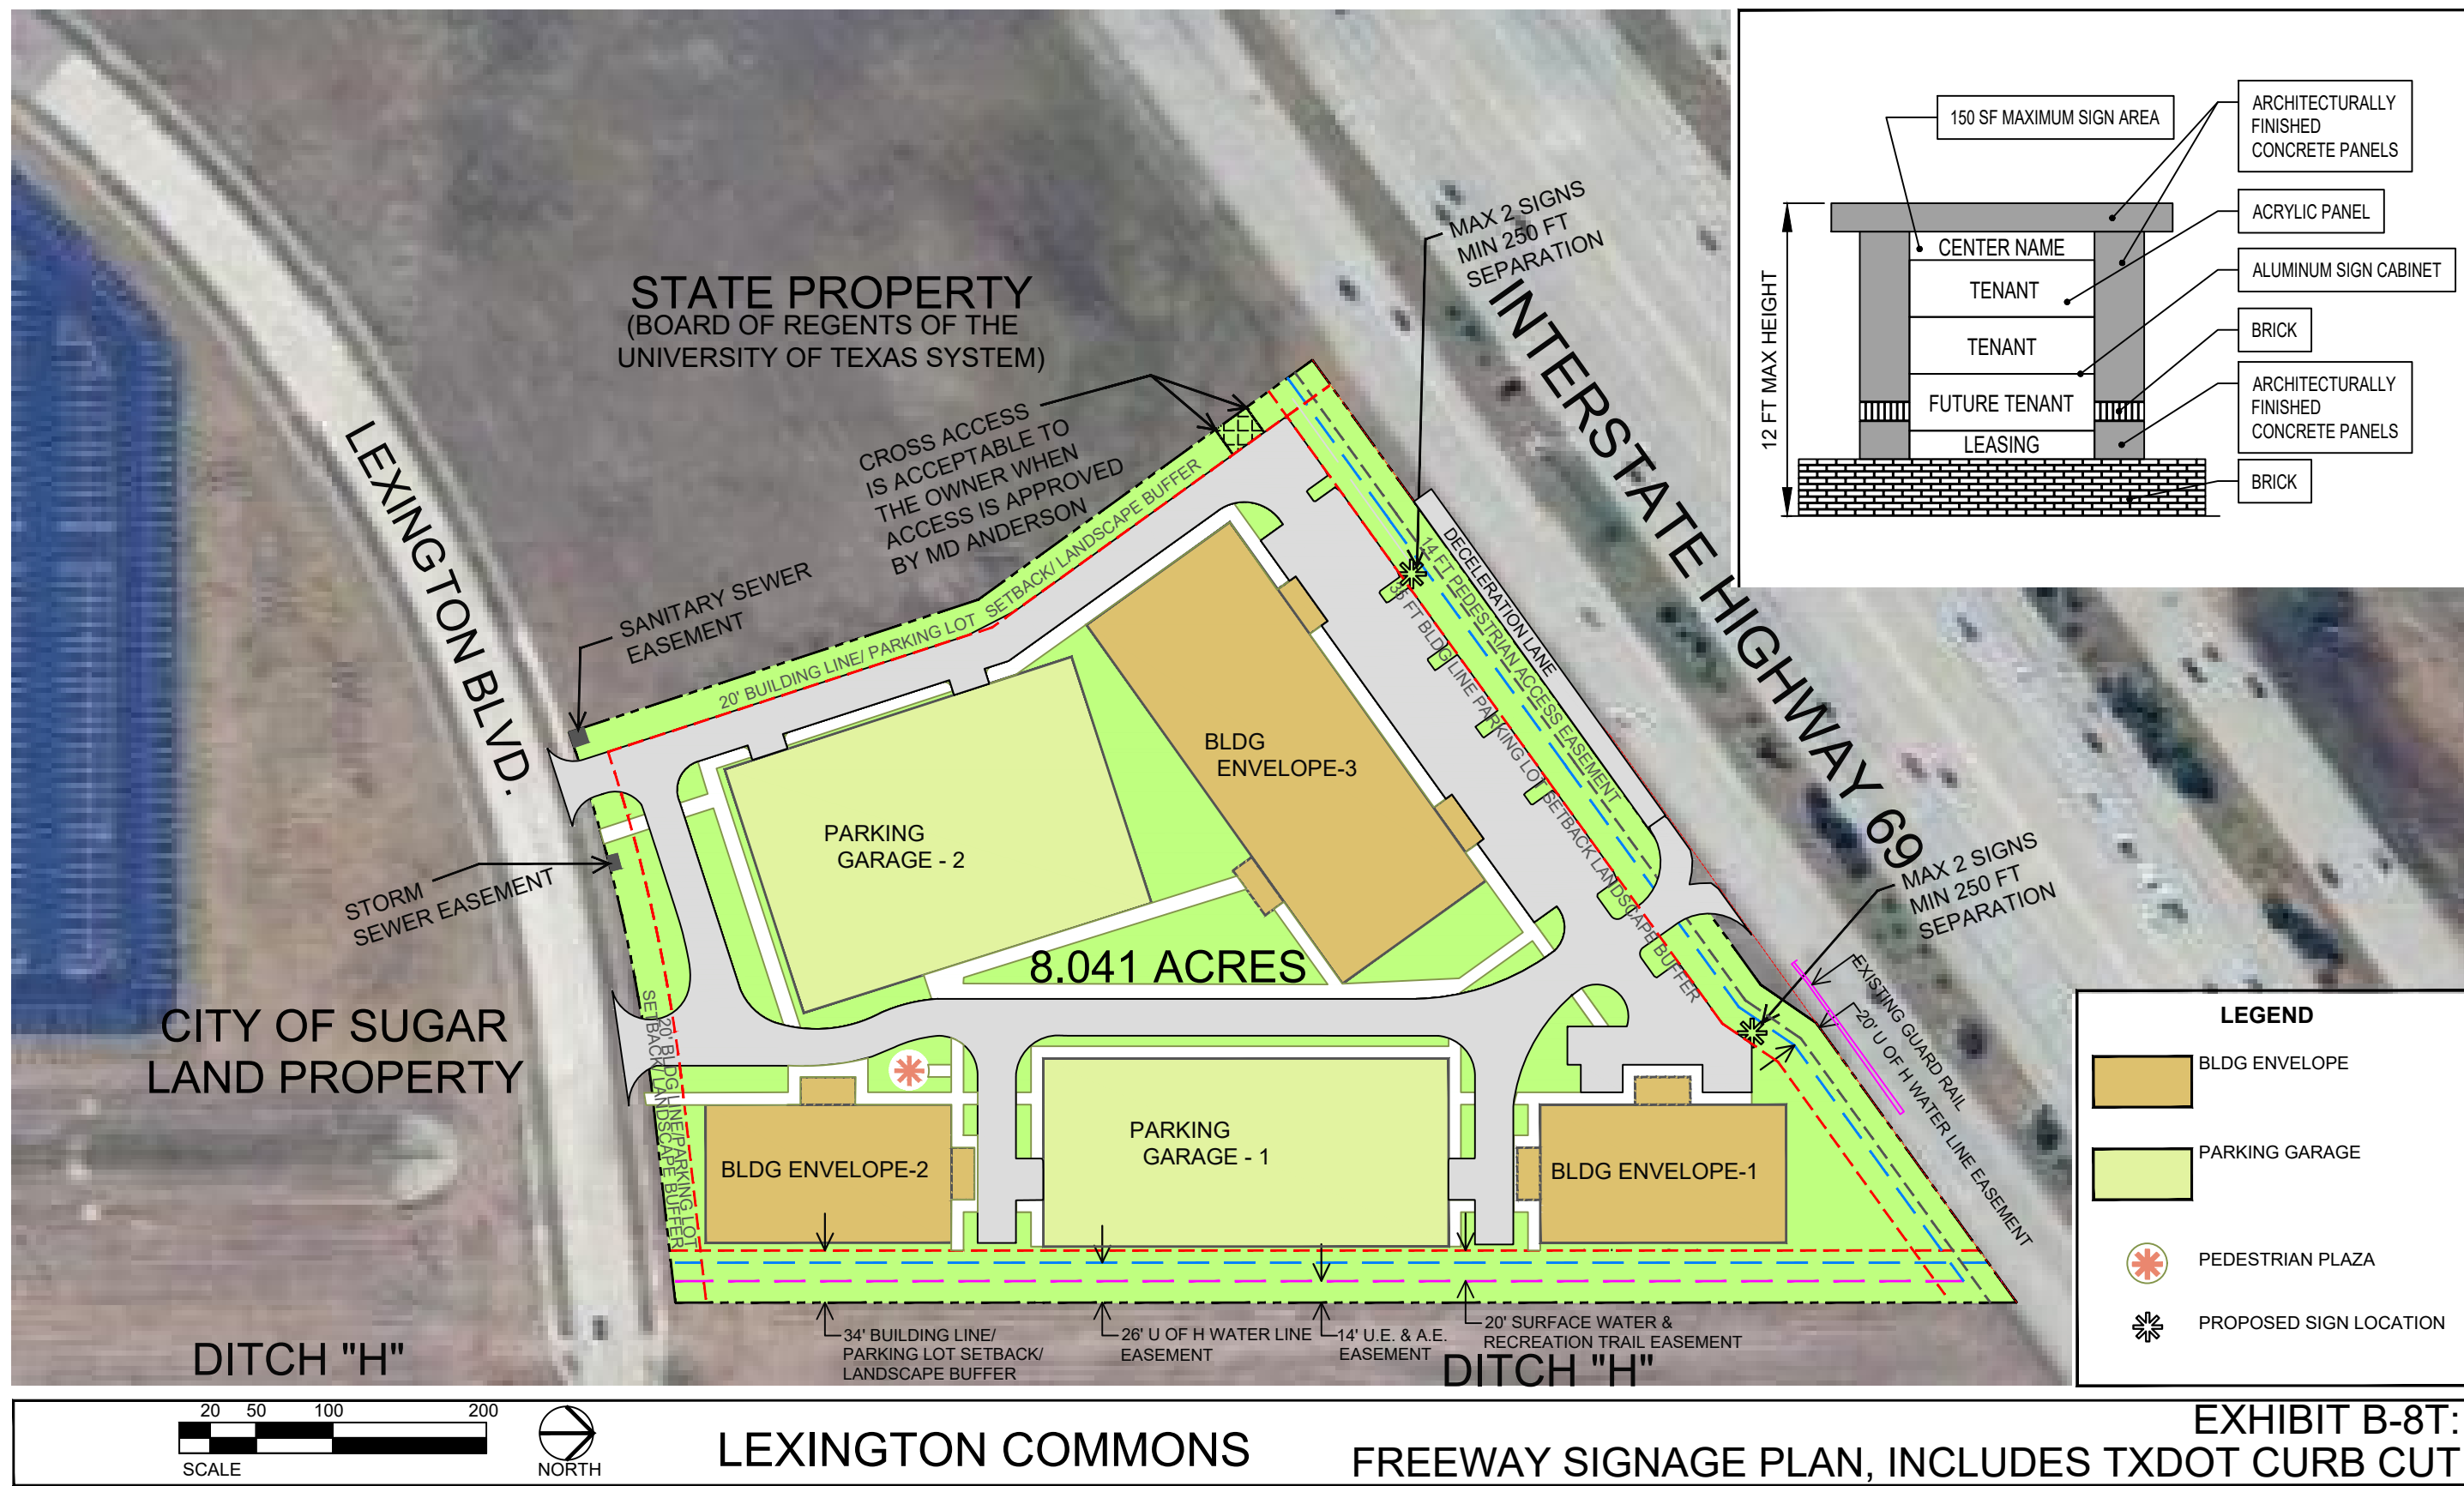 150 SF MAXIMUM SIGN AREA
ARCHITECTURALLY
FINISHED
CONCRETE PANELS
ACRYLIC PANEL
ALUMINUM SIGN CABINET
BRICK
ARCHITECTURALLY
FINISHED
CONCRETE PANELS
BRICK
12 FT MAX HEIGHT
CENTER NAME
TENANT
TENANT
FUTURE TENANT
LEASING
MAX 2 SIGNS
MIN 250 FT
SEPARATION
INTERSTATE HIGHWAY 69
STATE PROPERTY
(BOARD OF REGENTS OF THE
UNIVERSITY OF TEXAS SYSTEM)
CROSS ACCESS
IS ACCEPTABLE TO
THE OWNER WHEN
ACCESS IS APPROVED
BY MD ANDERSON
LEXINGTON BLVD.
SANITARY SEWER
EASEMENT
20' BUILDING LINE/ PARKING LOT SETBACK/ LANDSCAPE BUFFER
DECELERATION LANE
14 FT PEDESTRIAN ACCESS EASEMENT
35 FT BLDG LINE PARKING LOT SETBACK LANDSCAPE BUFFER
BLDG
ENVELOPE-3
PARKING
GARAGE - 2
STORM
SEWER EASEMENT
MAX 2 SIGNS
MIN 250 FT
SEPARATION
8.041 ACRES
EXISTING GUARD RAIL
20' U OF H WATER LINE EASEMENT
CITY OF SUGAR
LAND PROPERTY
20' BLDG LINE/PARKING LOT
SETBACK/ LANDSCAPE BUFFER
BLDG ENVELOPE-2
PARKING
GARAGE - 1
BLDG ENVELOPE-1
34' BUILDING LINE/
PARKING LOT SETBACK/
LANDSCAPE BUFFER
26' U OF H WATER LINE
EASEMENT
14' U.E. & A.E.
EASEMENT
20' SURFACE WATER &
RECREATION TRAIL EASEMENT
DITCH "H"
DITCH "H"
LEGEND
BLDG ENVELOPE
PARKING GARAGE
PEDESTRIAN PLAZA
PROPOSED SIGN LOCATION
20 50 100 200
SCALE
NORTH
LEXINGTON COMMONS
EXHIBIT B-8T:
FREEWAY SIGNAGE PLAN, INCLUDES TXDOT CURB CUT